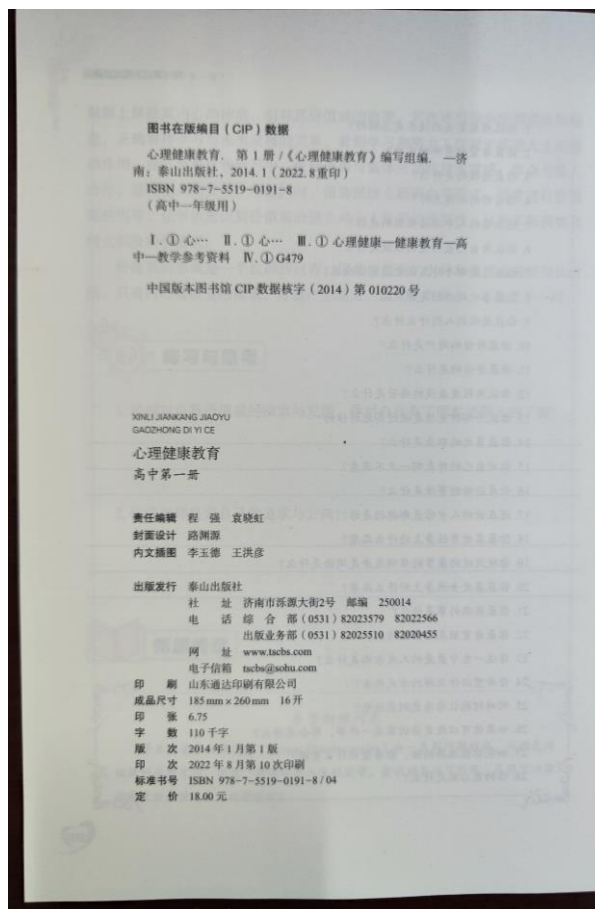 图书在版编目(CIP)数据
心理健康教育. 第1册/《心理健康教育》编写组编. —济
南:泰山出版社, 2014.1(2022.8重印)
ISBN 978-7-5519-0191-8
(高中一年级用)
Ⅰ.①心… Ⅱ.①心… Ⅲ.①心理健康—健康教育—高
中—教学参考资料 Ⅳ.①G479
中国版本图书馆CIP数据核字(2014)第010220号
XINLI JIANKANG JIAOYU
GAOZHONG DI YI CE
心理健康教育
高中第一册
责任编辑 程 强 袁晓虹
封面设计 路渊源
内文插图 李玉德 王洪彦
出版发行 泰山出版社
社 址 济南市泺源大街2号 邮编 250014
电 话 综 合 部(0531)82023579 82022566
出版业务部(0531)82025510 82020455
网 址 www.tscbs.com
电子信箱 tscbs@sohu.com
印 刷 山东通达印刷有限公司
成品尺寸 185mm×260mm 16开
印 张 6.75
字 数 110千字
版 次 2014年1月第1版
印 次 2022年8月第10次印刷
标准书号 ISBN 978-7-5519-0191-8/04
定 价 18.00元